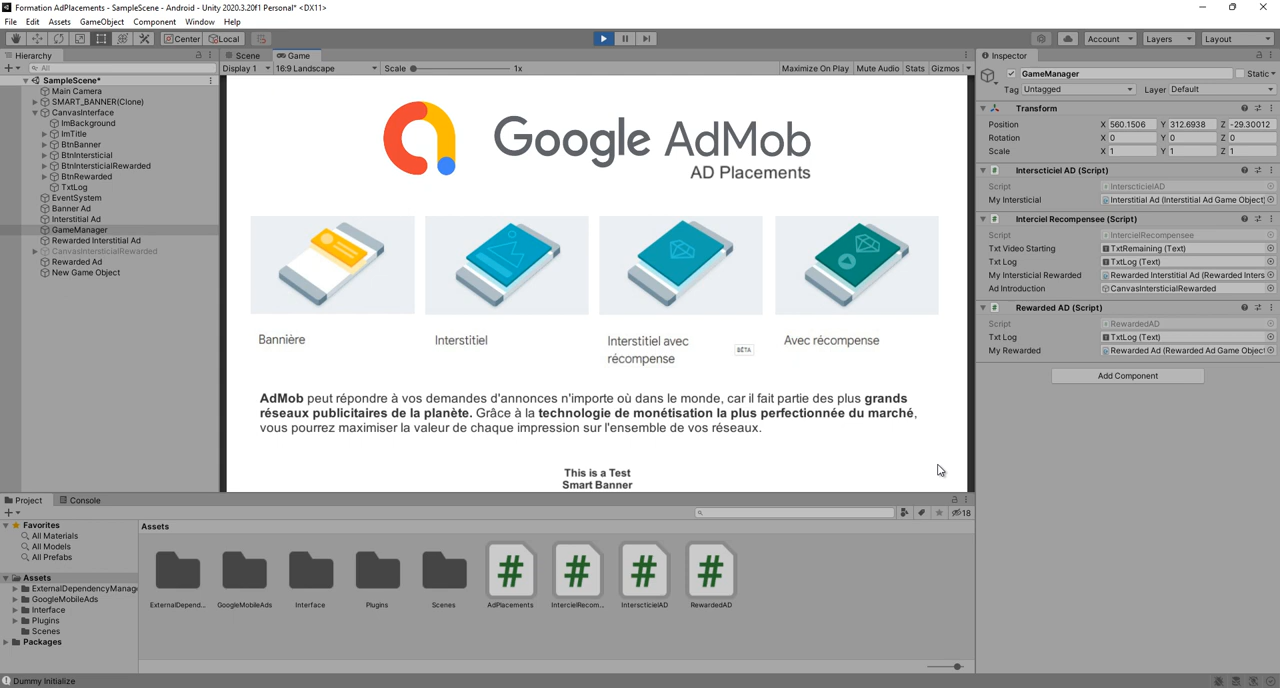 Formation AdPlacements - SampleScene - Android - Unity 2020.3.20f1 Personal* <DX11>
File Edit Assets GameObject Component Window Help
Center Local Account Layers Layout
Hierarchy
All
SampleScene*
Main Camera
SMART_BANNER(Clone)
CanvasInterface
ImBackground
ImTitle
BtnBanner
BtnIntersticial
BtnIntersticialRewarded
BtnRewarded
TxtLog
EventSystem
Banner Ad
Interstitial Ad
GameManager
Rewarded Interstitial Ad
CanvasIntersticialRewarded
Rewarded Ad
New Game Object
Scene Game
Display 1 16:9 Landscape Scale 1x Maximize On Play Mute Audio Stats Gizmos
Google AdMob
AD Placements
Bannière
Interstitiel
Interstitiel avec
récompense
BÊTA
Avec récompense
AdMob peut répondre à vos demandes d'annonces n'importe où dans le monde, car il fait partie des plus grands
réseaux publicitaires de la planète. Grâce à la technologie de monétisation la plus perfectionnée du marché,
vous pourrez maximiser la valeur de chaque impression sur l'ensemble de vos réseaux.
This is a Test
Smart Banner
Inspector
GameManager Static
Tag Untagged Layer Default
Transform
Position X 560.1506 Y 312.6938 Z -29.30012
Rotation X 0 Y 0 Z 0
Scale X 1 Y 1 Z 1
Interscticiel AD (Script)
Script InterscticielAD
My Intersticial Interstitial Ad (Interstitial Ad Game Object)
Interciel Recompensee (Script)
Script IntercielRecompensee
Txt Video Starting TxtRemaining (Text)
Txt Log TxtLog (Text)
My Intersticial Rewarded Rewarded Interstitial Ad (Rewarded Inters
Ad Introduction CanvasIntersticialRewarded
Rewarded AD (Script)
Script RewardedAD
Txt Log TxtLog (Text)
My Rewarded Rewarded Ad (Rewarded Ad Game Object
Add Component
Project Console
18
Favorites
All Materials
All Models
All Prefabs
Assets
ExternalDependencyManag
GoogleMobileAds
Interface
Plugins
Scenes
Packages
Assets
ExternalDepend... GoogleMobileAds Interface Plugins Scenes AdPlacements IntercielRecom... InterscticielAD RewardedAD
Dummy Initialize